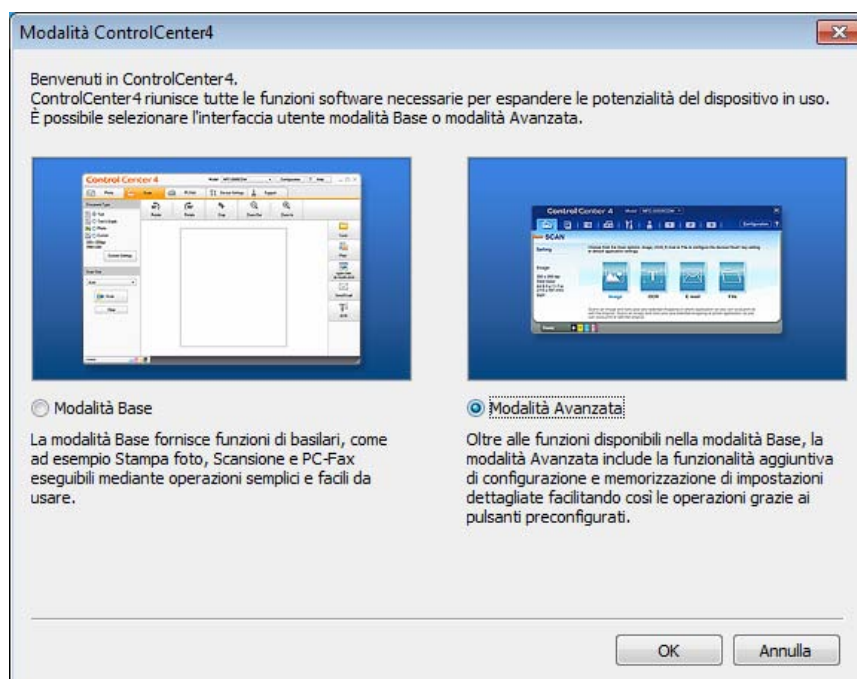 Modalità ControlCenter4
Benvenuti in ControlCenter4.
ControlCenter4 riunisce tutte le funzioni software necessarie per espandere le potenzialità del dispositivo in uso.
È possibile selezionare l'interfaccia utente modalità Base o modalità Avanzata.
Control Center 4
Control Center 4
SCAN
Image
OCR
E-mail
File
Modalità Base
La modalità Base fornisce funzioni di basilari, come
ad esempio Stampa foto, Scansione e PC-Fax
eseguibili mediante operazioni semplici e facili da
usare.
Modalità Avanzata
Oltre alle funzioni disponibili nella modalità Base, la
modalità Avanzata include la funzionalità aggiuntiva
di configurazione e memorizzazione di impostazioni
dettagliate facilitando così le operazioni grazie ai
pulsanti preconfigurati.
OK
Annulla